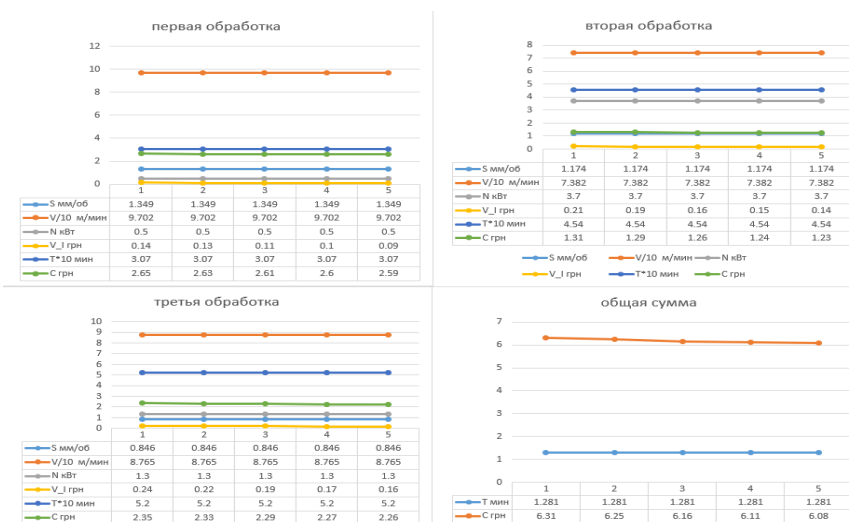 первая обработка
12
10
8
6
4
2
0
1 2 3 4 5
S мм/об 1.349 1.349 1.349 1.349 1.349
V/10 м/мин 9.702 9.702 9.702 9.702 9.702
N кВт 0.5 0.5 0.5 0.5 0.5
V_I грн 0.14 0.13 0.11 0.1 0.09
T*10 мин 3.07 3.07 3.07 3.07 3.07
C грн 2.65 2.63 2.61 2.6 2.59
вторая обработка
8
7
6
5
4
3
2
1
0
1 2 3 4 5
S мм/об 1.174 1.174 1.174 1.174 1.174
V/10 м/мин 7.382 7.382 7.382 7.382 7.382
N кВт 3.7 3.7 3.7 3.7 3.7
V_I грн 0.21 0.19 0.16 0.15 0.14
T*10 мин 4.54 4.54 4.54 4.54 4.54
C грн 1.31 1.29 1.26 1.24 1.23
S мм/об V/10 м/мин N кВт
V_I грн T*10 мин C грн
третья обработка
10
9
8
7
6
5
4
3
2
1
0
1 2 3 4 5
S мм/об 0.846 0.846 0.846 0.846 0.846
V/10 м/мин 8.765 8.765 8.765 8.765 8.765
N кВт 1.3 1.3 1.3 1.3 1.3
V_I грн 0.24 0.22 0.19 0.17 0.16
T*10 мин 5.2 5.2 5.2 5.2 5.2
C грн 2.35 2.33 2.29 2.27 2.26
общая сумма
7
6
5
4
3
2
1
0
1 2 3 4 5
T мин 1.281 1.281 1.281 1.281 1.281
C грн 6.31 6.25 6.16 6.11 6.08